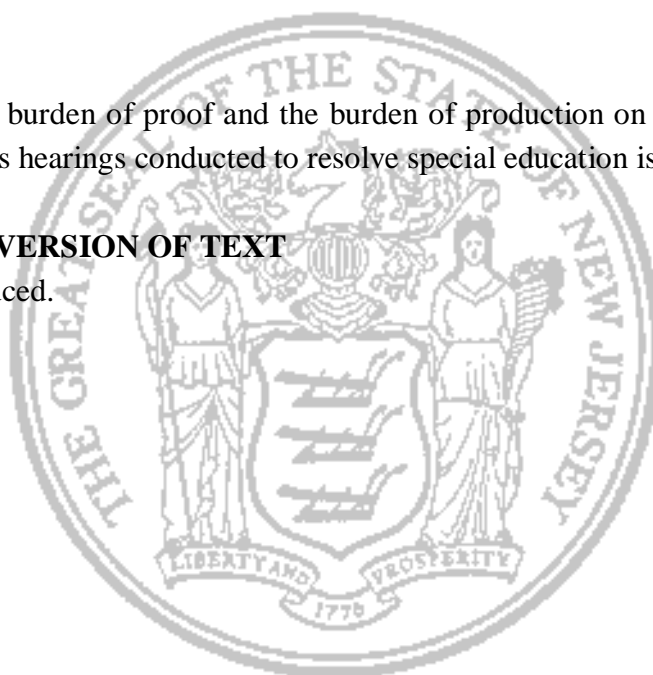 burden of proof and the burden of production on
s hearings conducted to resolve special education is
VERSION OF TEXT
uced.
THE GREAT SEAL OF THE STATE OF NEW JERSEY
LIBERTY AND PROSPERITY
1776